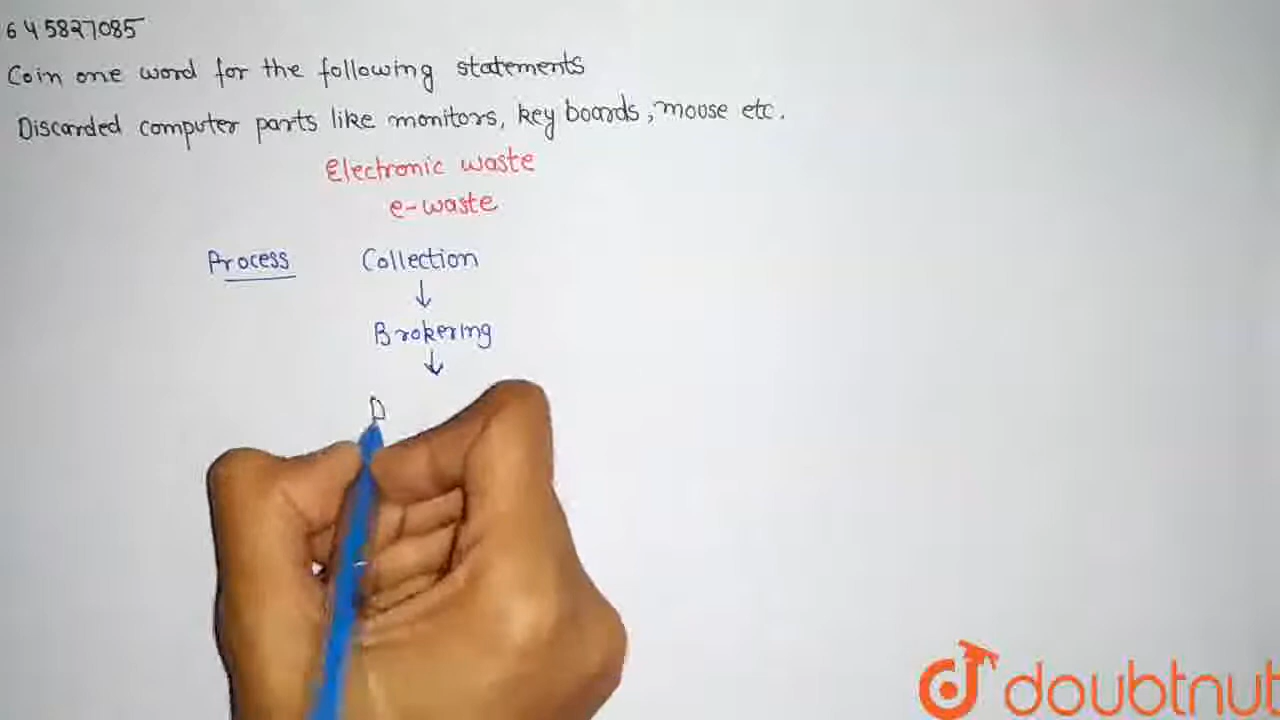 645827085
Coin one word for the following statements
Discarded computer parts like monitors, key boards, moose etc.
Electronic waste
e-waste
Process Collection
↓
Brokering
↓
D
doubtnut